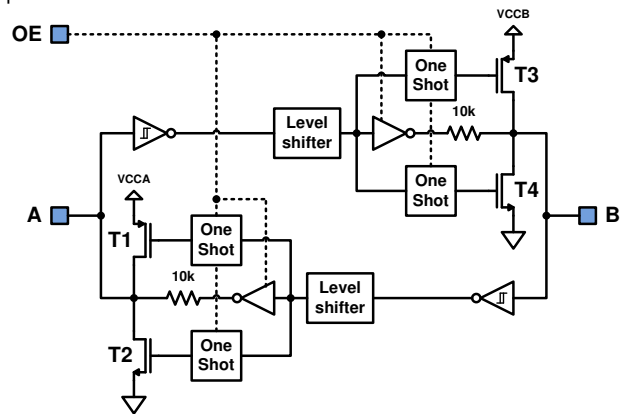 VCCB
OE
One
Shot
T3
10k
Level
shifter
One
Shot
T4
VCCA
A
B
T1
One
Shot
10k
Level
shifter
T2
One
Shot